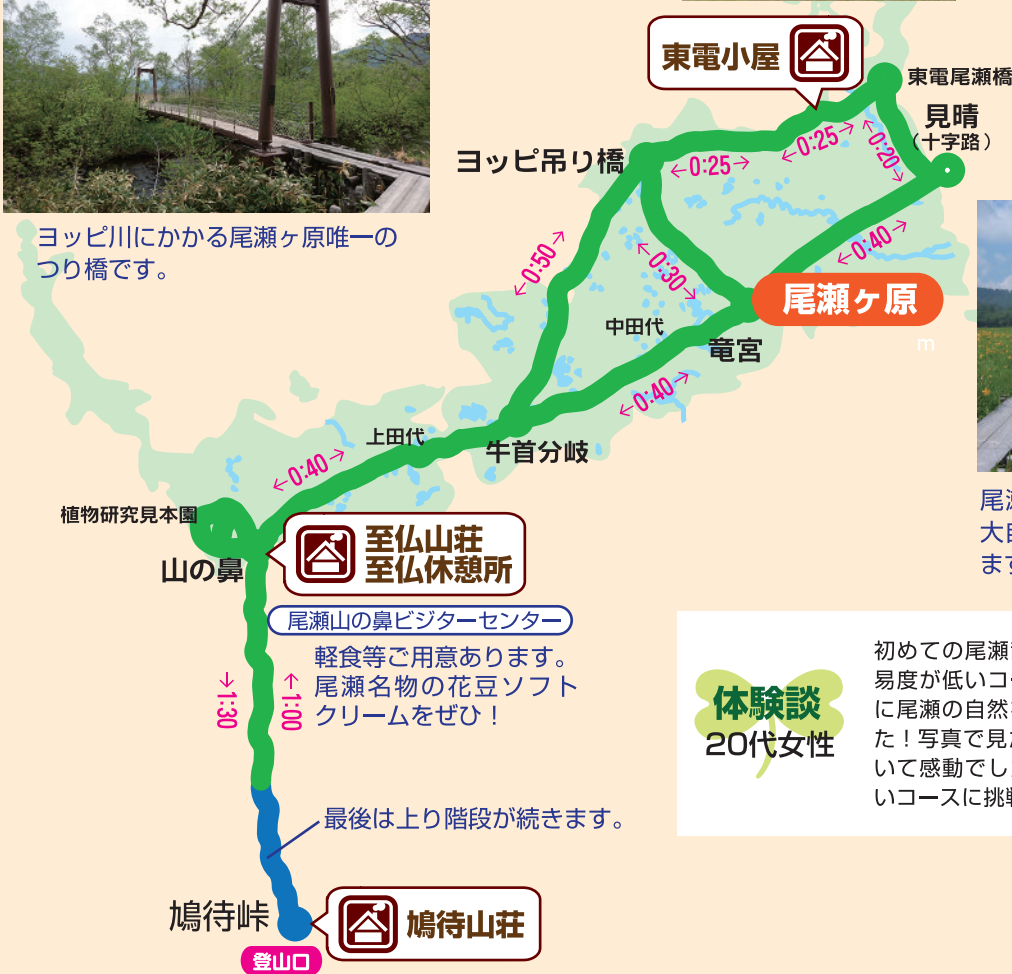 東電小屋
東電尾瀬橋
見晴
（十字路）
ヨッピ吊り橋
←0:25→
←0:25→
←0:20→
ヨッピ川にかかる尾瀬ヶ原唯一の
つり橋です。
←0:50→
←0:30→
←0:40→
尾瀬ヶ原
中田代
竜宮
m
←0:40→
上田代
牛首分岐
←0:40→
植物研究見本園
至仏山荘
至仏休憩所
山の鼻
尾瀬山の鼻ビジターセンター
軽食等ご用意あります。
尾瀬名物の花豆ソフト
クリームをぜひ！
←1:30
←1:00
最後は上り階段が続きます。
鳩待峠
鳩待山荘
登山口
尾瀬
ます
体験談
20代女性
初めての尾瀬
易度が低いコー
に尾瀬の自然
た！写真で見
いて感動でし
いコースに挑戦